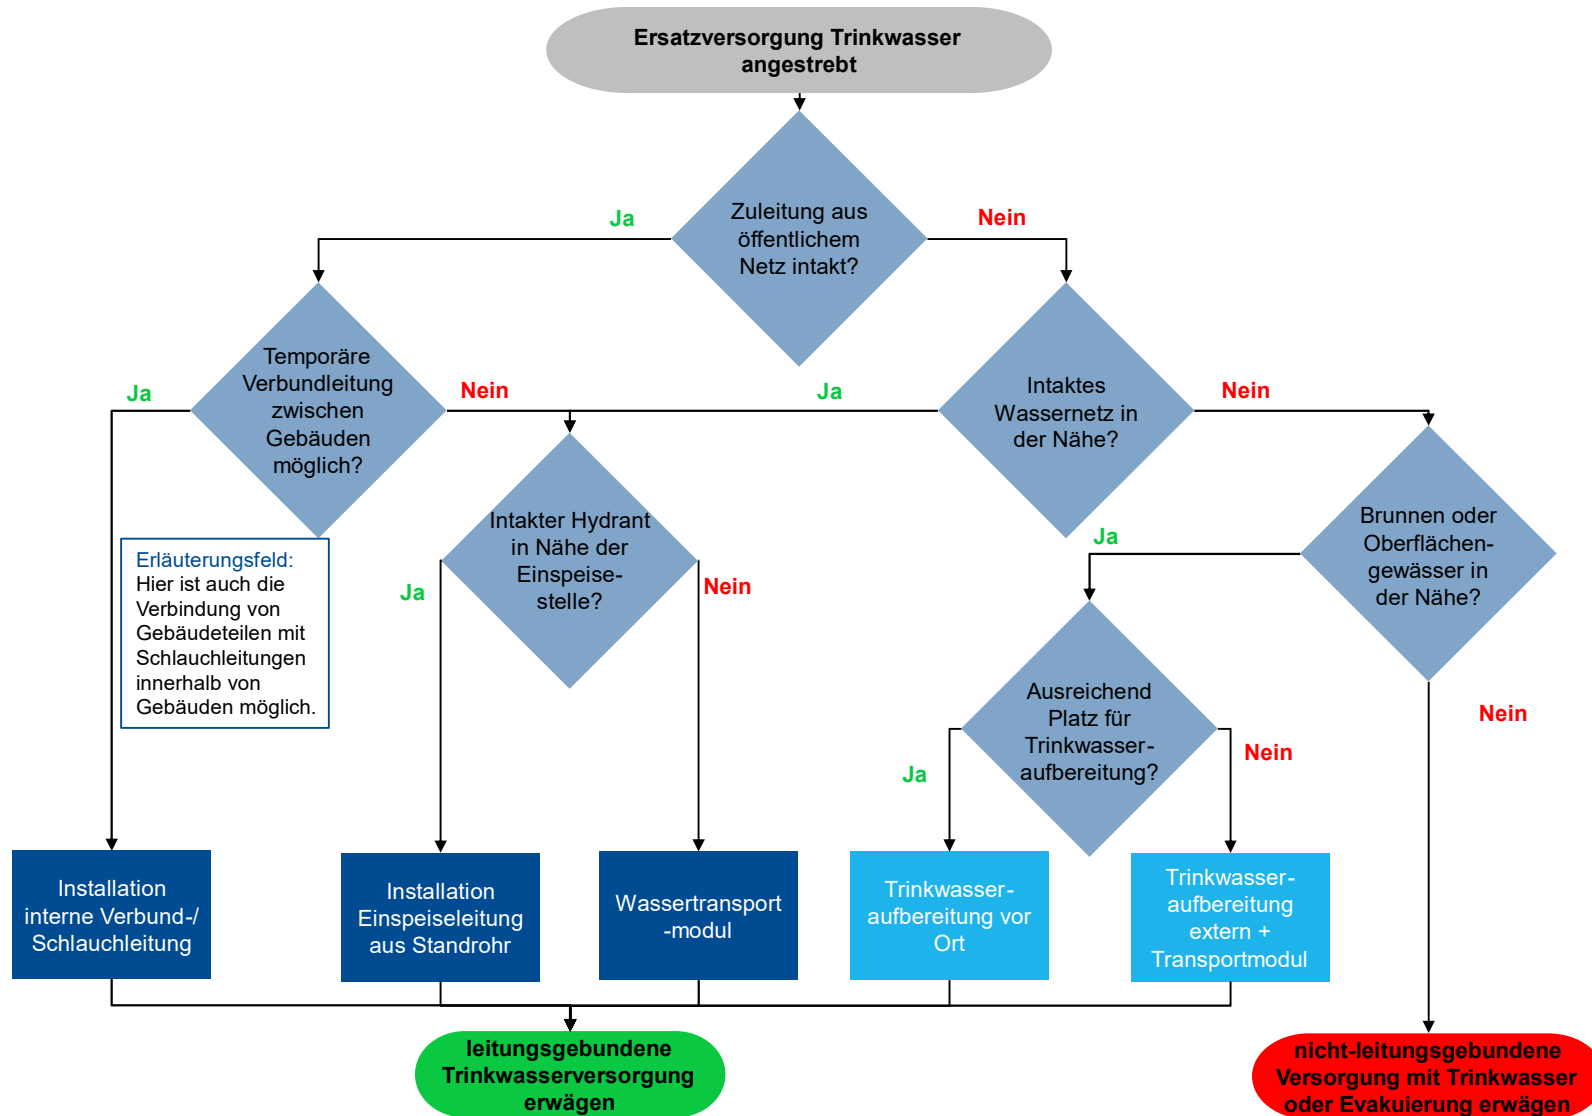 Ersatzversorgung Trinkwasser
angestrebt
Zuleitung aus
öffentlichem
Netz intakt?
Ja
Nein
Temporäre
Verbundleitung
zwischen
Gebäuden
möglich?
Ja
Nein
Intaktes
Wassernetz in
der Nähe?
Ja
Nein
Intakter Hydrant
in Nähe der
Einspeise-
stelle?
Ja
Nein
Brunnen oder
Oberflächen-
gewässer in
der Nähe?
Ja
Nein
Erläuterungsfeld:
Hier ist auch die
Verbindung von
Gebäudeteilen mit
Schlauchleitungen
innerhalb von
Gebäuden möglich.
Ausreichend
Platz für
Trinkwasser-
aufbereitung?
Ja
Nein
Installation
interne Verbund-/
Schlauchleitung
Installation
Einspeiseleitung
aus Standrohr
Wassertransport
-modul
Trinkwasser-
aufbereitung vor
Ort
Trinkwasser-
aufbereitung
extern +
Transportmodul
leitungsgebundene
Trinkwasserversorgung
erwägen
nicht-leitungsgebundene
Versorgung mit Trinkwasser
oder Evakuierung erwägen